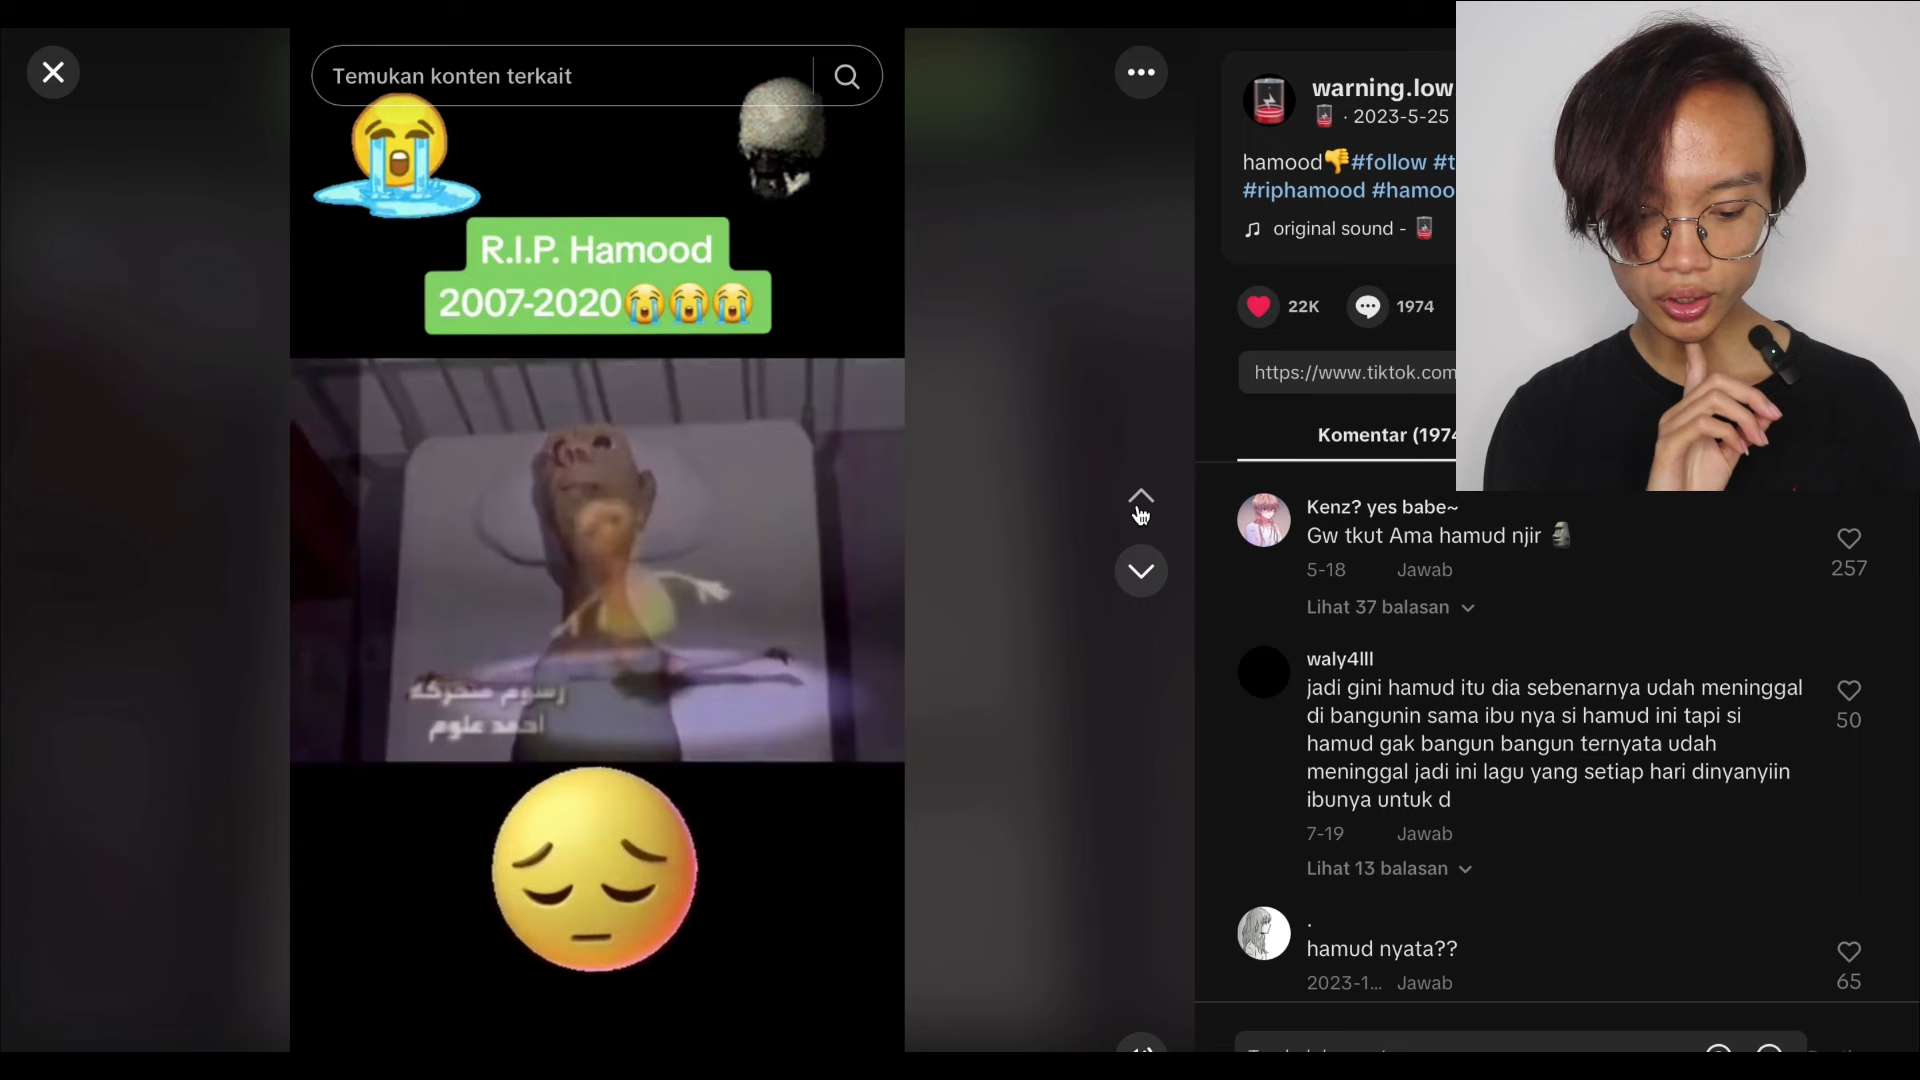 Temukan konten terkait
R.I.P. Hamood
2007-2020😭😭😭
رسوم متحركة
أحمد علوم
warning.low
· 2023-5-25
hamood👎#follow #t
#riphamood #hamoo
original sound -
22K
1974
https://www.tiktok.com
Komentar (1974
Kenz? yes babe~
Gw tkut Ama hamud njir 🗿
5-18 Jawab
257
Lihat 37 balasan
waly4lll
jadi gini hamud itu dia sebenarnya udah meninggal
di bangunin sama ibu nya si hamud ini tapi si
hamud gak bangun bangun ternyata udah
meninggal jadi ini lagu yang setiap hari dinyanyiin
ibunya untuk d
7-19 Jawab
50
Lihat 13 balasan
.
hamud nyata??
2023-1... Jawab
65